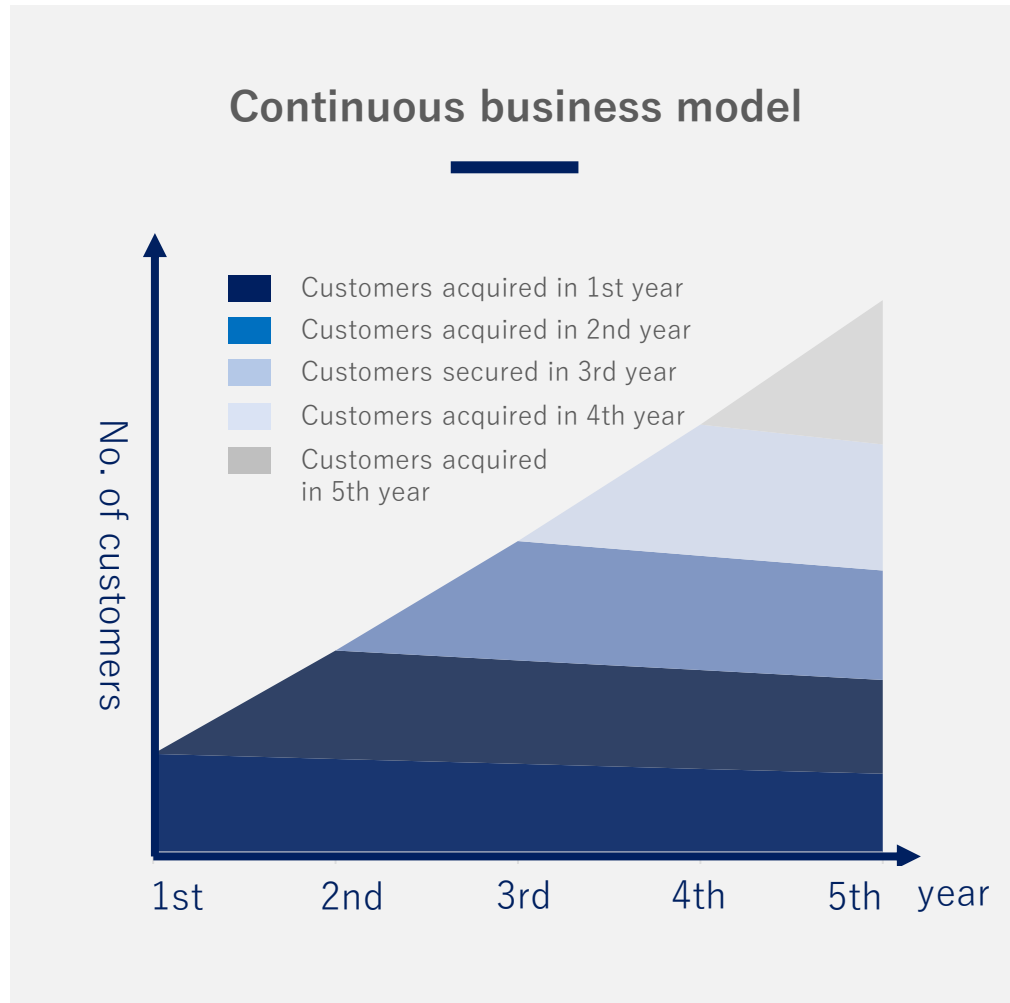 Continuous business model
Customers acquired in 1st year
Customers acquired in 2nd year
Customers secured in 3rd year
Customers acquired in 4th year
Customers acquired
in 5th year
No. of customers
1st
2nd
3rd
4th
5th
year